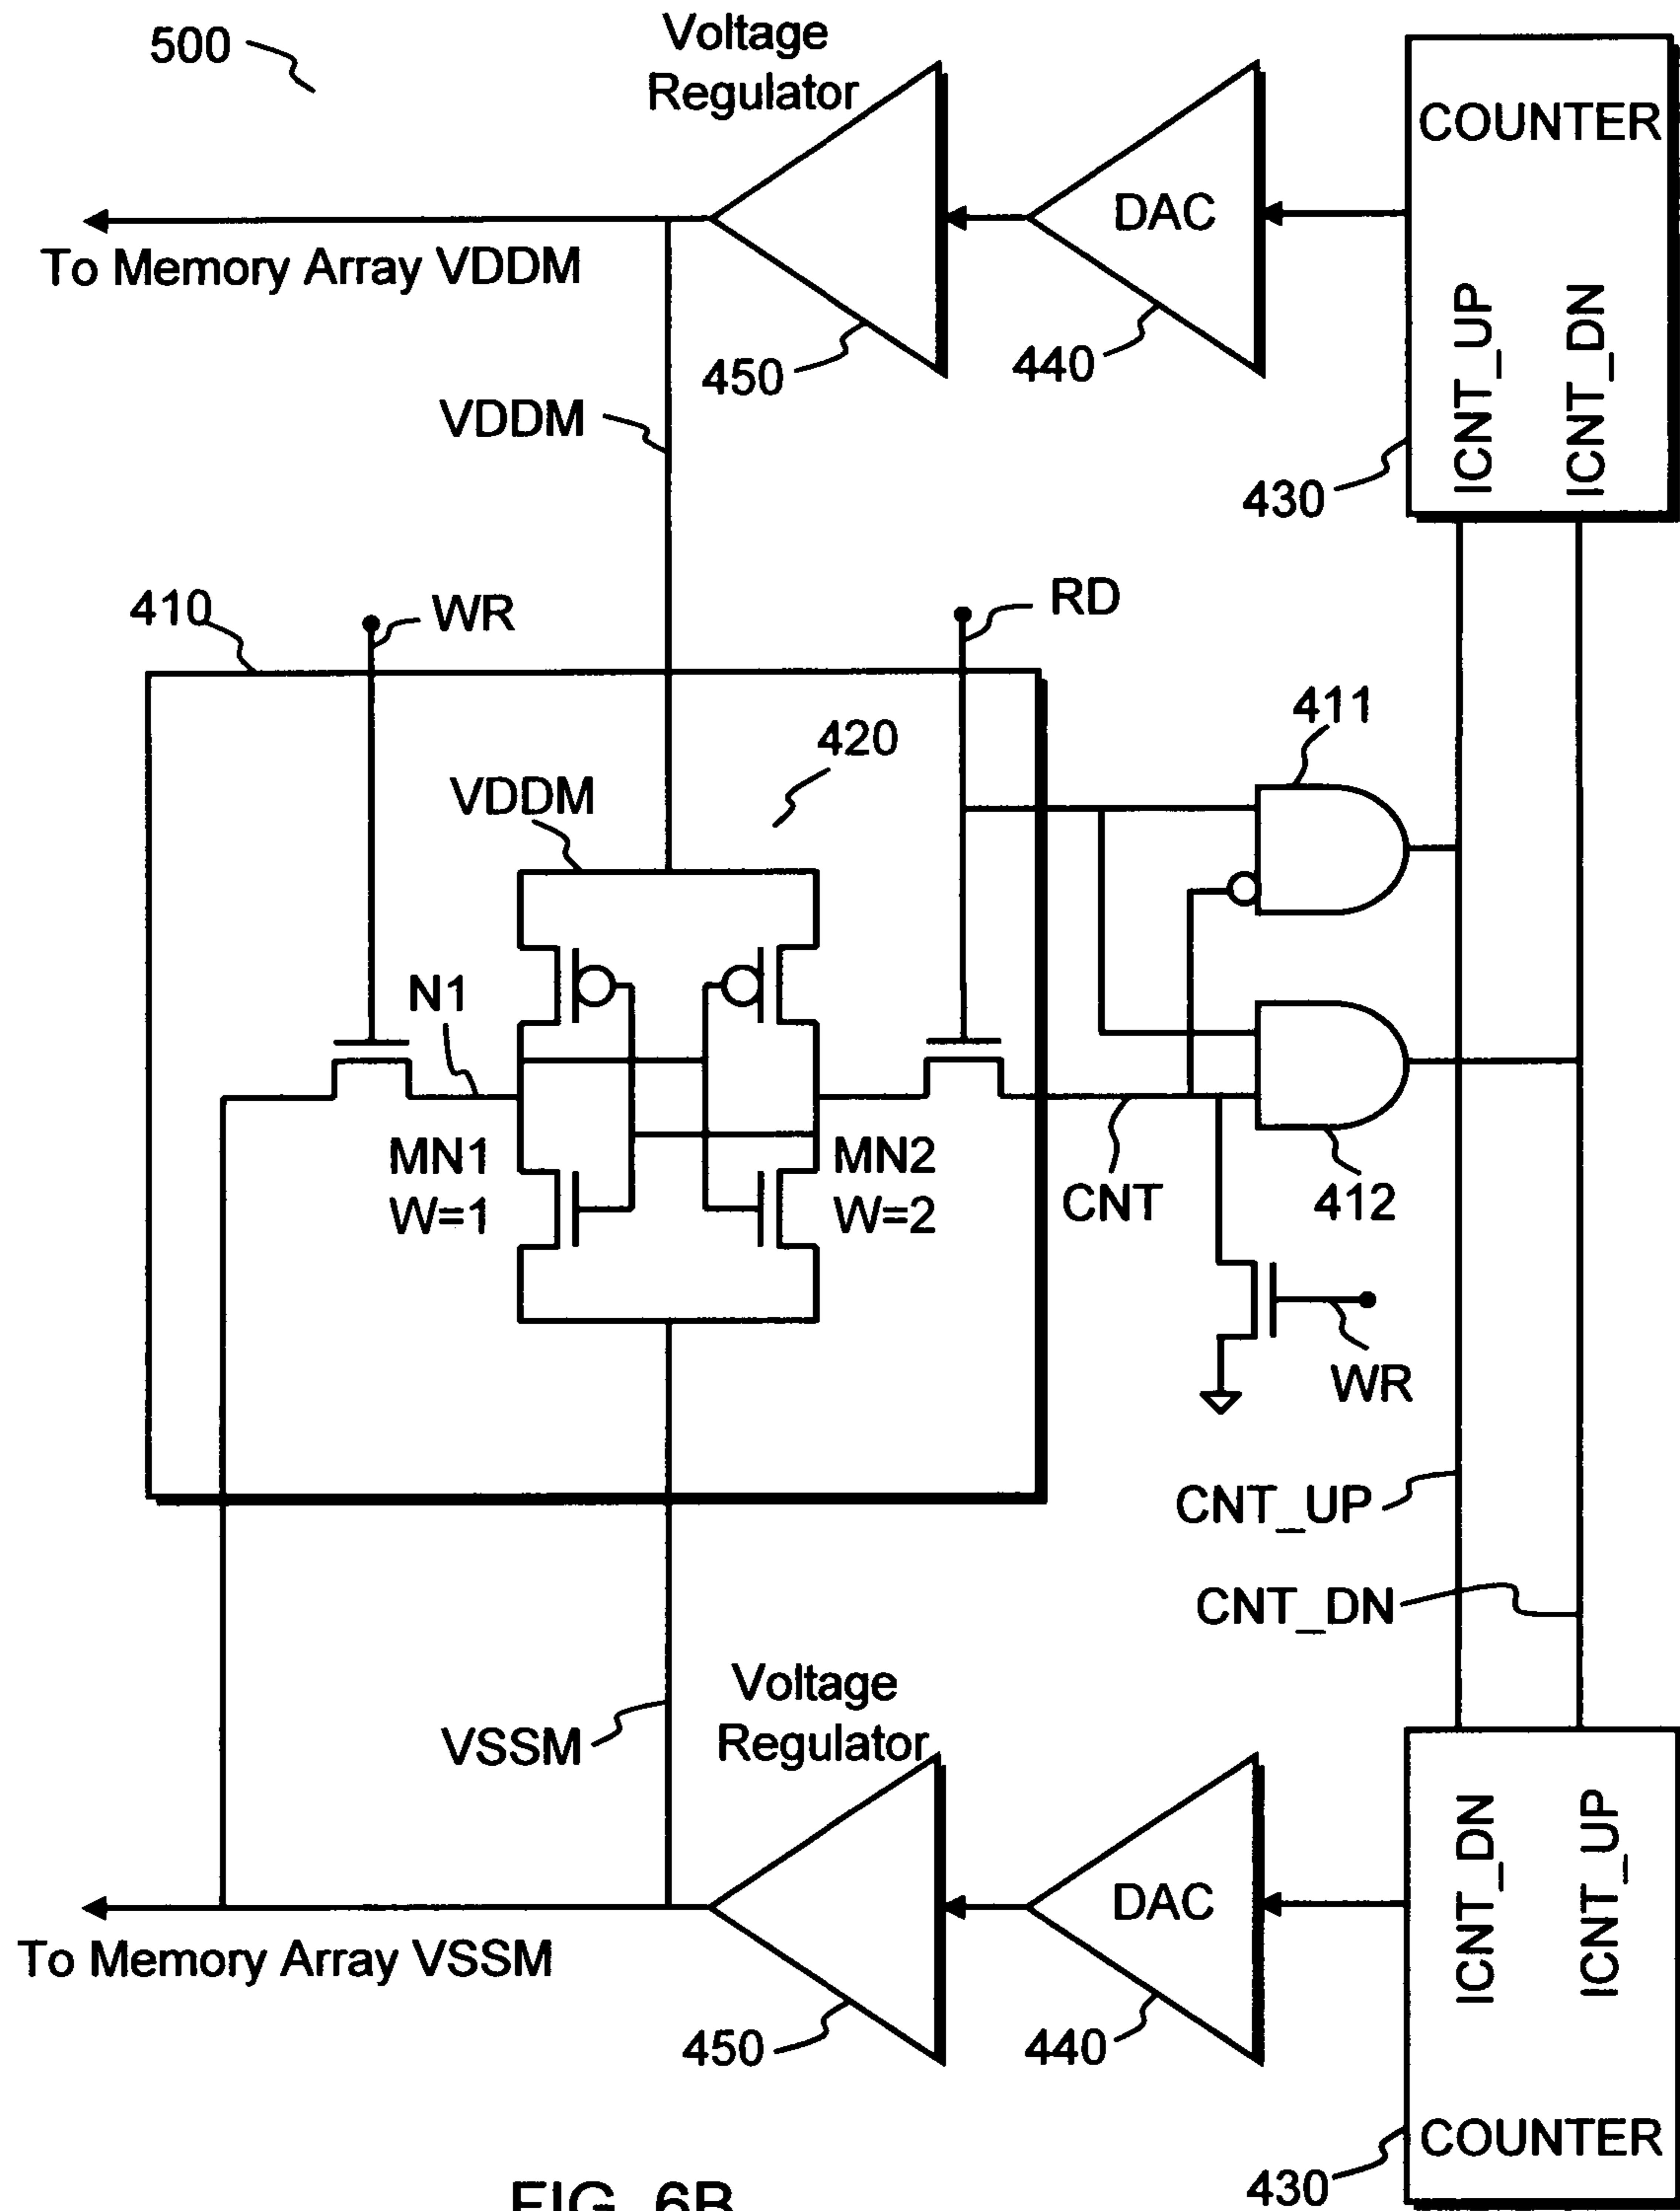 500
Voltage
Regulator
COUNTER
DAC
To Memory Array VDDM
ICNT_UP
ICNT_DN
450
440
VDDM
430
410
WR
RD
411
420
VDDM
N1
MN1
W=1
MN2
W=2
CNT
412
WR
CNT_UP
CNT_DN
Voltage
Regulator
VSSM
ICNT_DN
ICNT_UP
DAC
To Memory Array VSSM
450
440
COUNTER
430
FIG. 6B